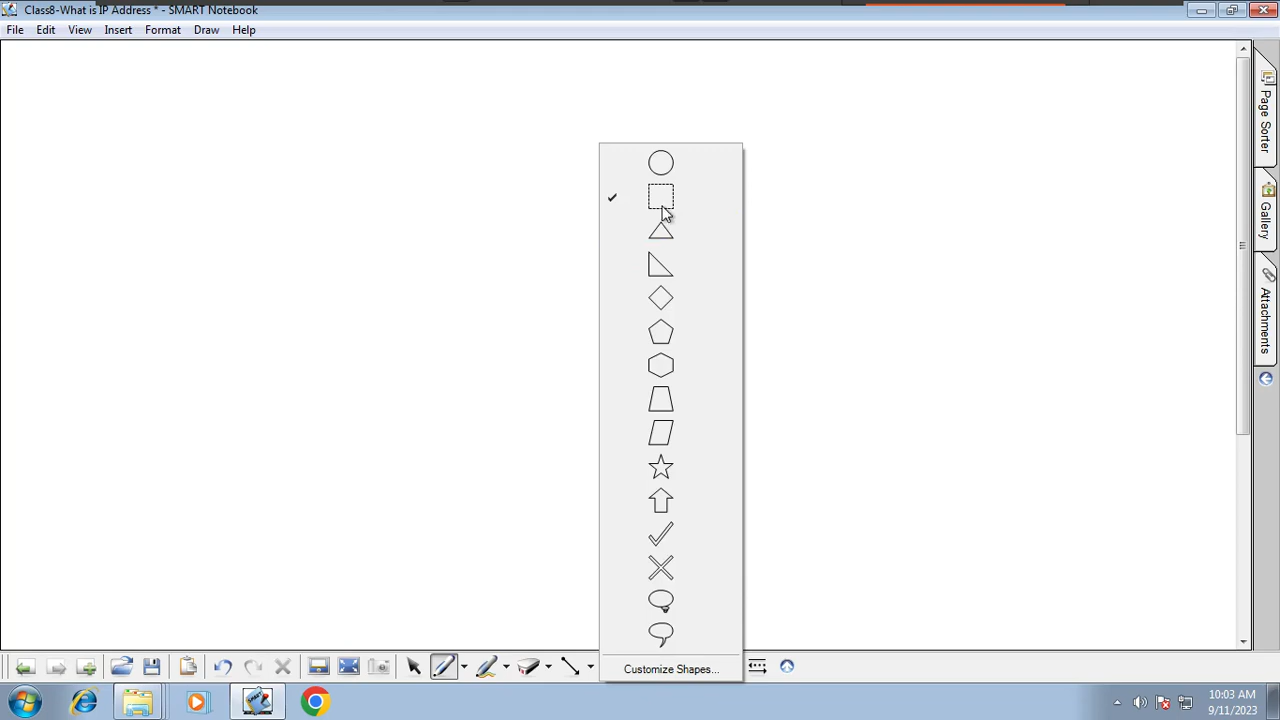 Class8-What is IP Address * - SMART Notebook
File Edit View Insert Format Draw Help
Page Sorter
Gallery
Attachments
Customize Shapes...
10:03 AM
9/11/2023